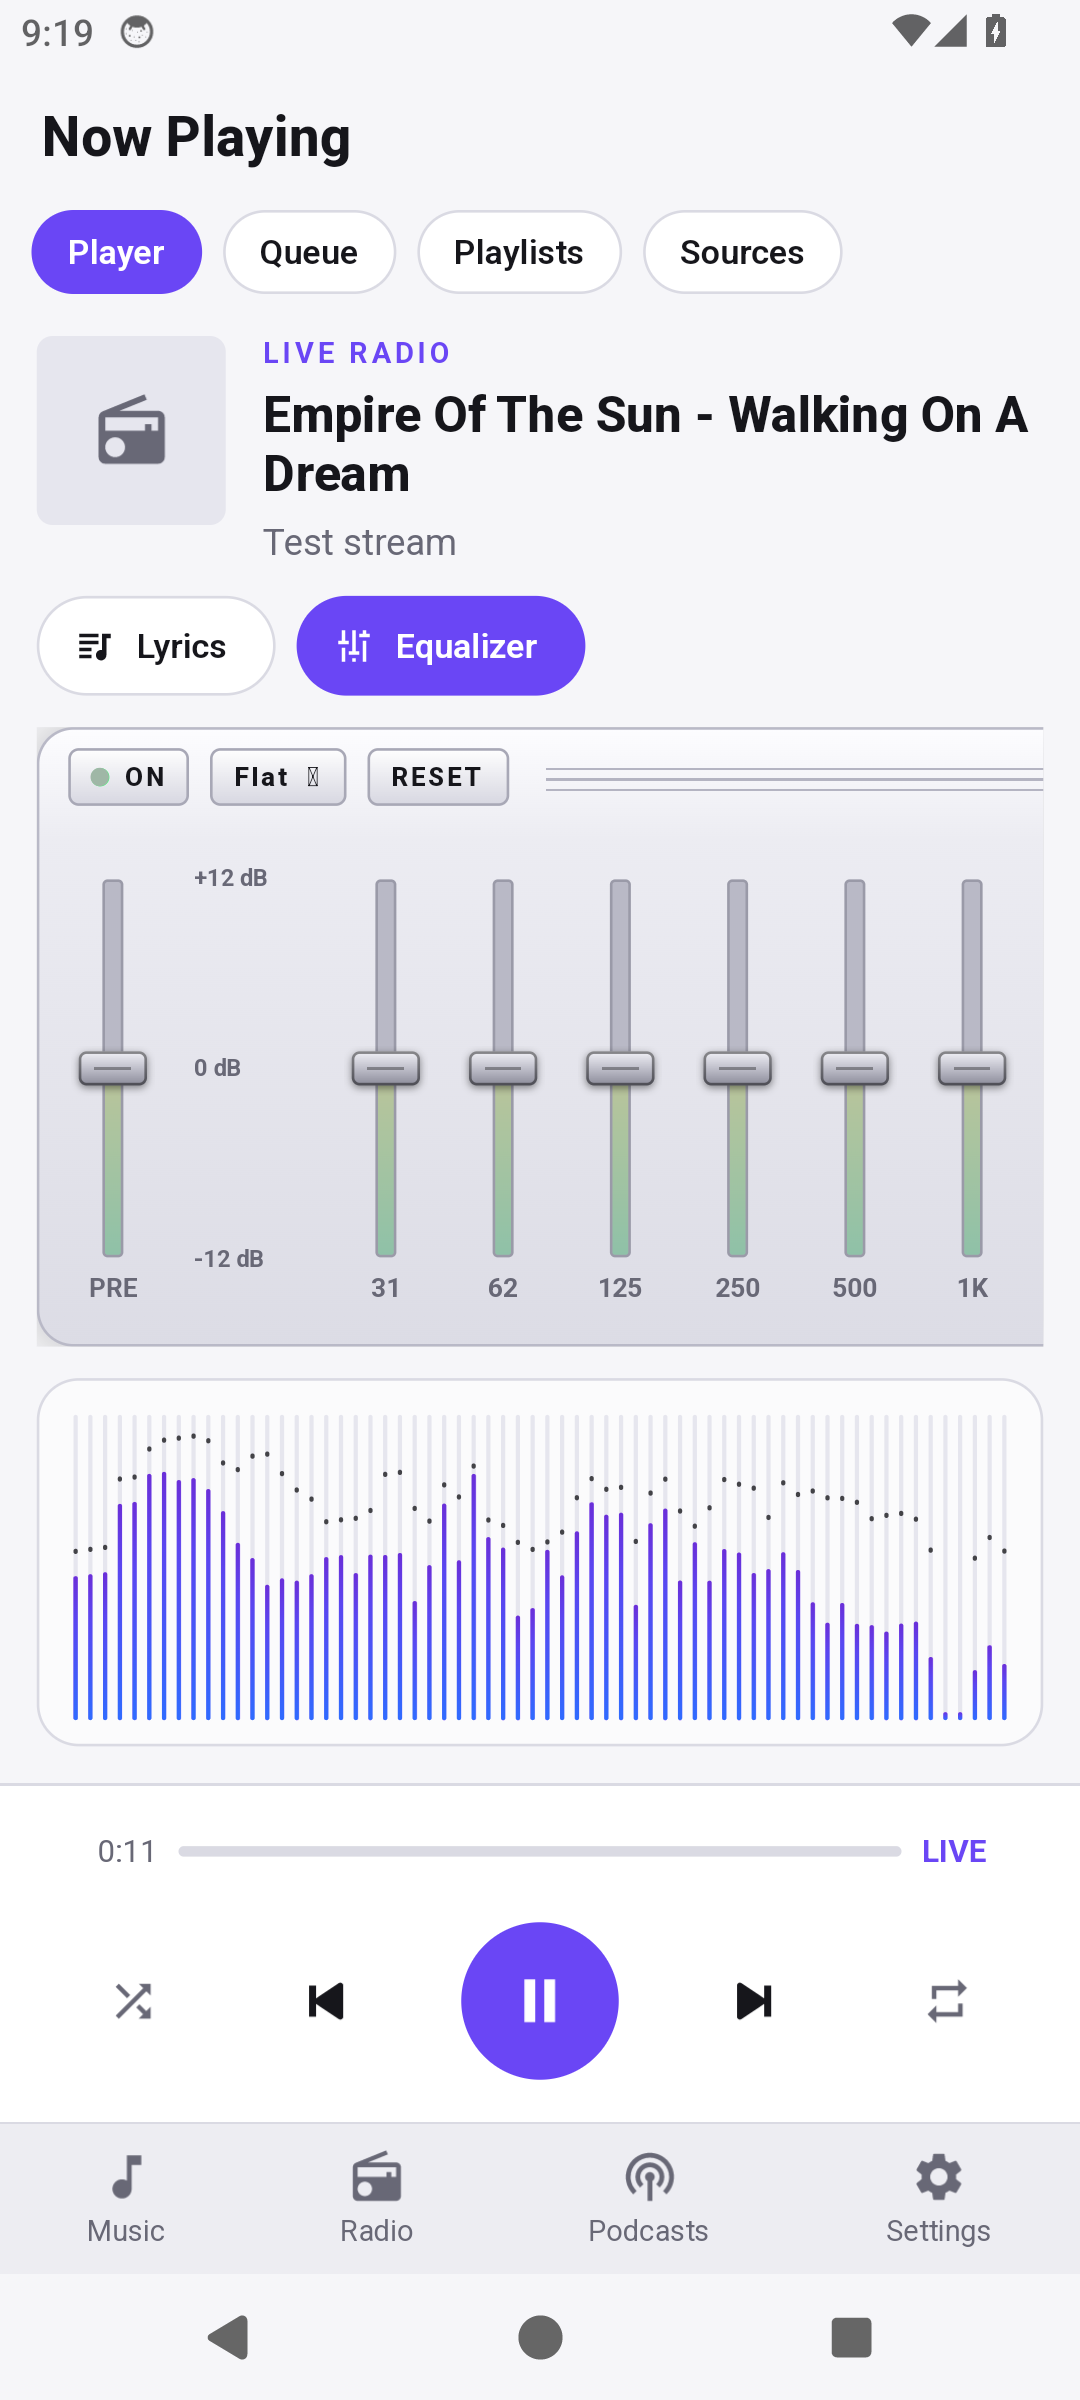 9:19
Now Playing
Player
Queue
Playlists
Sources
LIVE RADIO
Empire Of The Sun - Walking On A
Dream
Test stream
Lyrics
Equalizer
ON
Flat
RESET
+12 dB
0 dB
-12 dB
PRE
31
62
125
250
500
1K
0:11
LIVE
Music
Radio
Podcasts
Settings